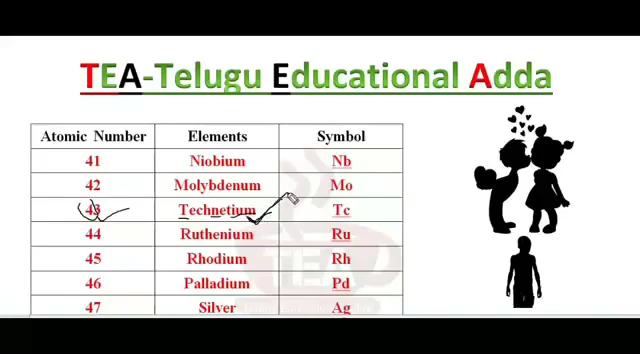 TEA-Telugu Educational Adda
Atomic Number Elements Symbol
41 Niobium Nb
42 Molybdenum Mo
43 Technetium Tc
44 Ruthenium Ru
45 Rhodium Rh
46 Palladium Pd
47 Silver Ag
TEA